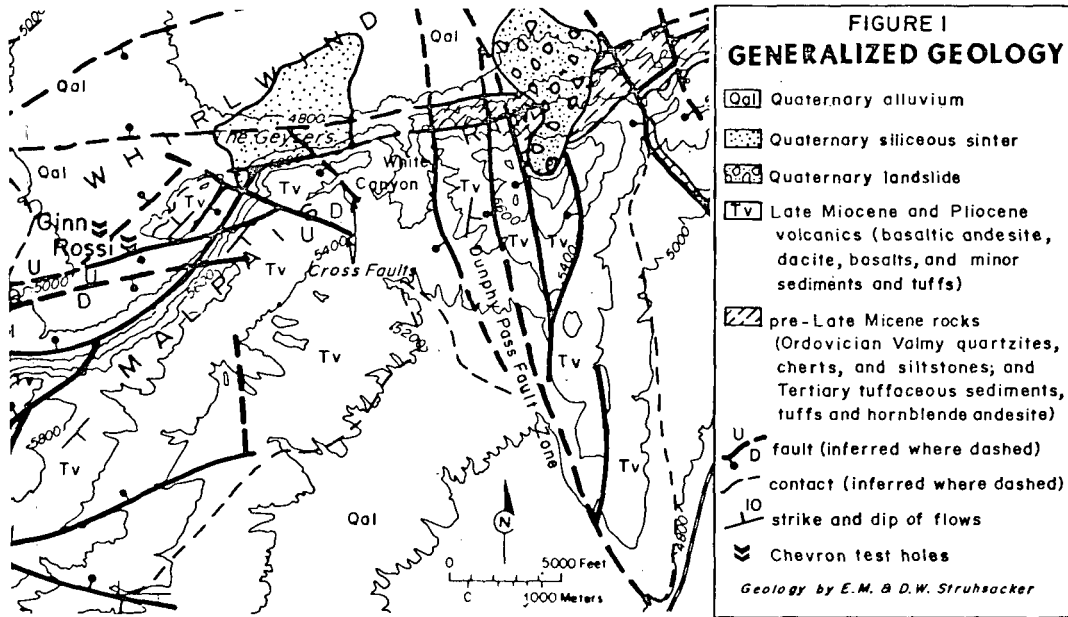 FIGURE 1
GENERALIZED GEOLOGY
Qal Quaternary alluvium
Quaternary siliceous sinter
Quaternary landslide
Tv Late Miocene and Pliocene
volcanics (basaltic andesite,
dacite, basalts, and minor
sediments and tuffs)
pre-Late Micene rocks
(Ordovician Valmy quartzites,
cherts, and siltstones; and
Tertiary tuffaceous sediments,
tuffs and hornblende andesite)
U
D fault (inferred where dashed)
contact (inferred where dashed)
10
strike and dip of flows
Chevron test holes
Geology by E.M. & D.W. Struhsacker
5000
Qal
Qal
WHIRLWIND
4800
The Geysers
Qal
White
Canyon
Tv
Tv
Tv
Ginn
Rossi
U
D
U
D
U
D
5000
5400
Tv
Cross Faults
MALPAIS
Tv
5200
Tv
Tv
5400
Tv
5000
Dunphy Pass Fault
Zone
5800
Tv
Tv
Qal
4800
N
0 5000 Feet
0 1000 Meters